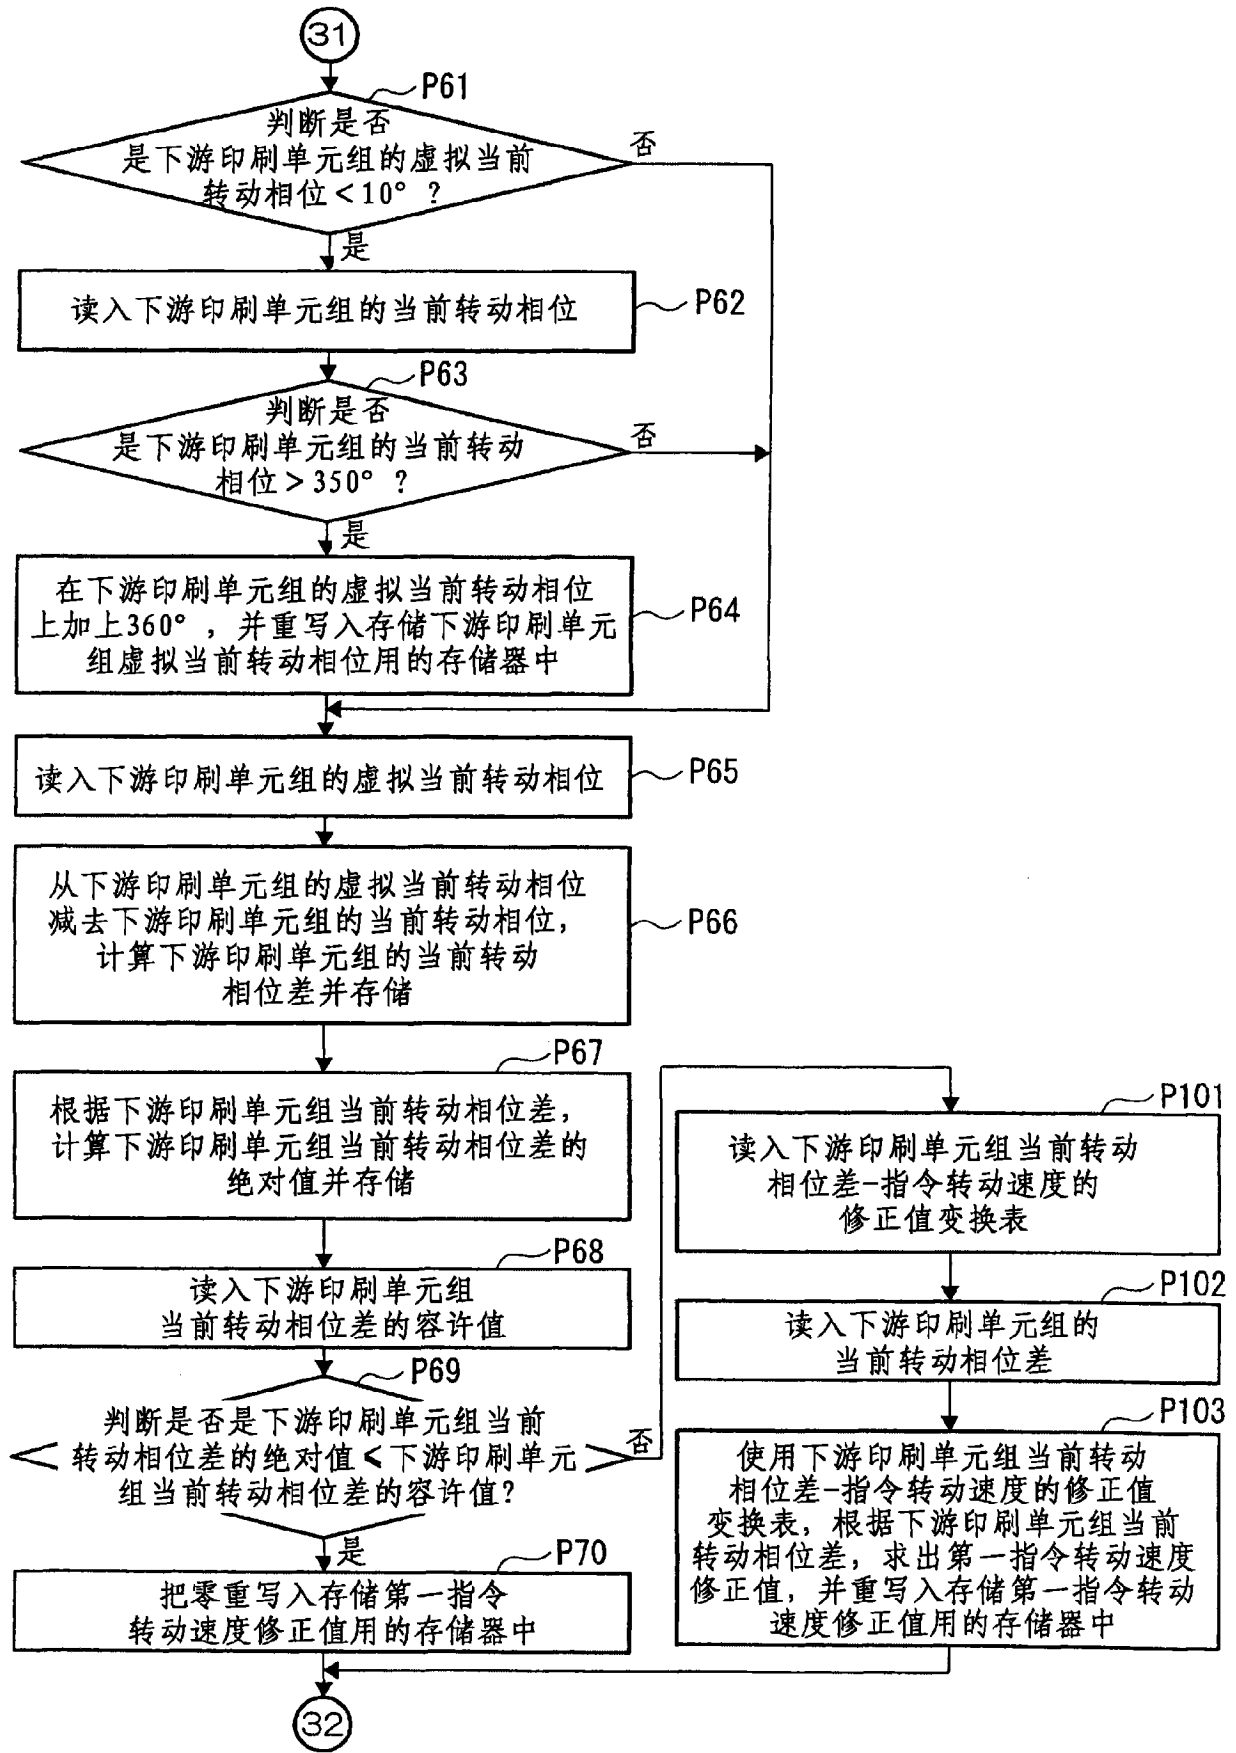 31
P61
判断是否
是下游印刷单元组的虚拟当前
转动相位<10°？
否
是
读入下游印刷单元组的当前转动相位
P62
P63
判断是否
是下游印刷单元组的当前转动
相位>350°？
否
是
在下游印刷单元组的虚拟当前转动相位
上加上360°，并重写入存储下游印刷单元
组虚拟当前转动相位用的存储器中
P64
读入下游印刷单元组的虚拟当前转动相位
P65
从下游印刷单元组的虚拟当前转动相位
减去下游印刷单元组的当前转动相位，
计算下游印刷单元组的当前转动
相位差并存储
P66
P67
根据下游印刷单元组当前转动相位差，
计算下游印刷单元组当前转动相位差的
绝对值并存储
P68
读入下游印刷单元组
当前转动相位差的容许值
P69
判断是否是下游印刷单元组当前
转动相位差的绝对值≤下游印刷单元
组当前转动相位差的容许值?
否
是
P70
把零重写入存储第一指令
转动速度修正值用的存储器中
P101
读入下游印刷单元组当前转动
相位差-指令转动速度的
修正值变换表
P102
读入下游印刷单元组的
当前转动相位差
P103
使用下游印刷单元组当前转动
相位差-指令转动速度的修正值
变换表，根据下游印刷单元组当前
转动相位差，求出第一指令转动速度
修正值，并重写入存储第一指令转动
速度修正值用的存储器中
32